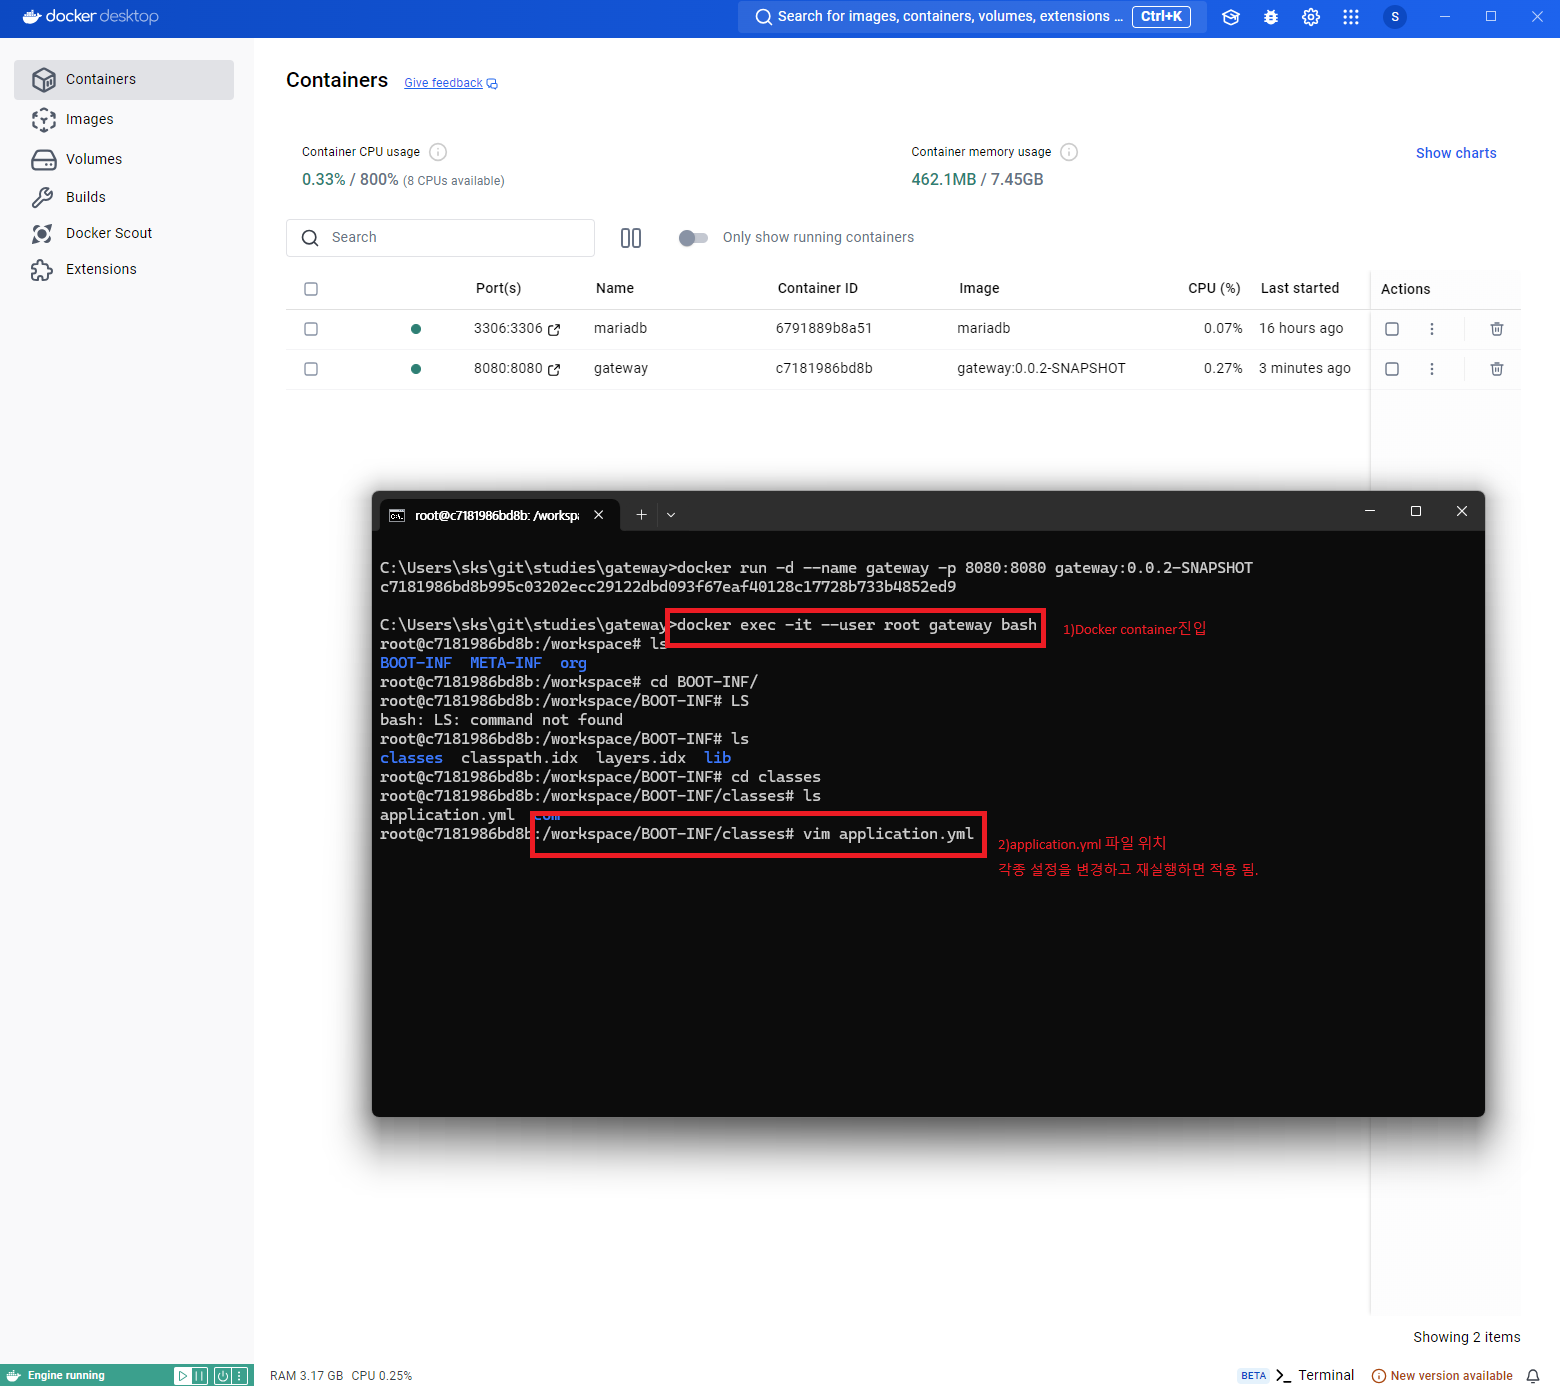 docker desktop
Search for images, containers, volumes, extensions ...
Ctrl+K
S
Containers
Images
Volumes
Builds
Docker Scout
Extensions
Containers
Give feedback
Container CPU usage
0.33% / 800% (8 CPUs available)
Container memory usage
462.1MB / 7.45GB
Show charts
Search
Only show running containers
Port(s) Name Container ID Image CPU (%) Last started Actions
3306:3306 mariadb 6791889b8a51 mariadb 0.07% 16 hours ago
8080:8080 gateway c7181986bd8b gateway:0.0.2-SNAPSHOT 0.27% 3 minutes ago
root@c7181986bd8b: /worksp
C:\Users\sks\git\studies\gateway>docker run -d --name gateway -p 8080:8080 gateway:0.0.2-SNAPSHOT
c7181986bd8b995c03202ecc29122dbd093f67eaf40128c17728b733b4852ed9
C:\Users\sks\git\studies\gateway>docker exec -it --user root gateway bash
1)Docker container진입
root@c7181986bd8b:/workspace# ls
BOOT-INF META-INF org
root@c7181986bd8b:/workspace# cd BOOT-INF/
root@c7181986bd8b:/workspace/BOOT-INF# LS
bash: LS: command not found
root@c7181986bd8b:/workspace/BOOT-INF# ls
classes classpath.idx layers.idx lib
root@c7181986bd8b:/workspace/BOOT-INF# cd classes
root@c7181986bd8b:/workspace/BOOT-INF/classes# ls
application.yml com
root@c7181986bd8b:/workspace/BOOT-INF/classes# vim application.yml
2)application.yml 파일 위치
각종 설정을 변경하고 재실행하면 적용 됨.
Showing 2 items
Engine running
RAM 3.17 GB CPU 0.25%
BETA
Terminal
New version available